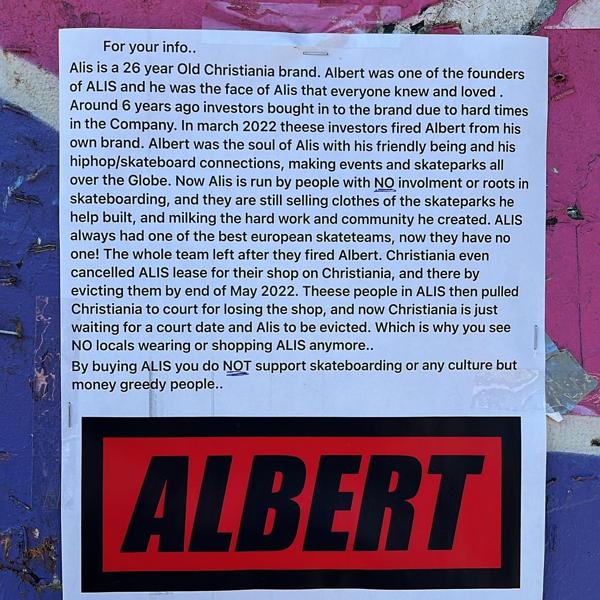 For your info..
Alis is a 26 year Old Christiania brand. Albert was one of the founders
of ALIS and he was the face of Alis that everyone knew and loved .
Around 6 years ago investors bought in to the brand due to hard times
in the Company. In march 2022 theese investors fired Albert from his
own brand. Albert was the soul of Alis with his friendly being and his
hiphop/skateboard connections, making events and skateparks all
over the Globe. Now Alis is run by people with NO involment or roots in
skateboarding, and they are still selling clothes of the skateparks he
help built, and milking the hard work and community he created. ALIS
always had one of the best european skateteams, now they have no
one! The whole team left after they fired Albert. Christiania even
cancelled ALIS lease for their shop on Christiania, and there by
evicting them by end of May 2022. Theese people in ALIS then pulled
Christiania to court for losing the shop, and now Christiania is just
waiting for a court date and Alis to be evicted. Which is why you see
NO locals wearing or shopping ALIS anymore..
By buying ALIS you do NOT support skateboarding or any culture but
money greedy people..
ALBERT